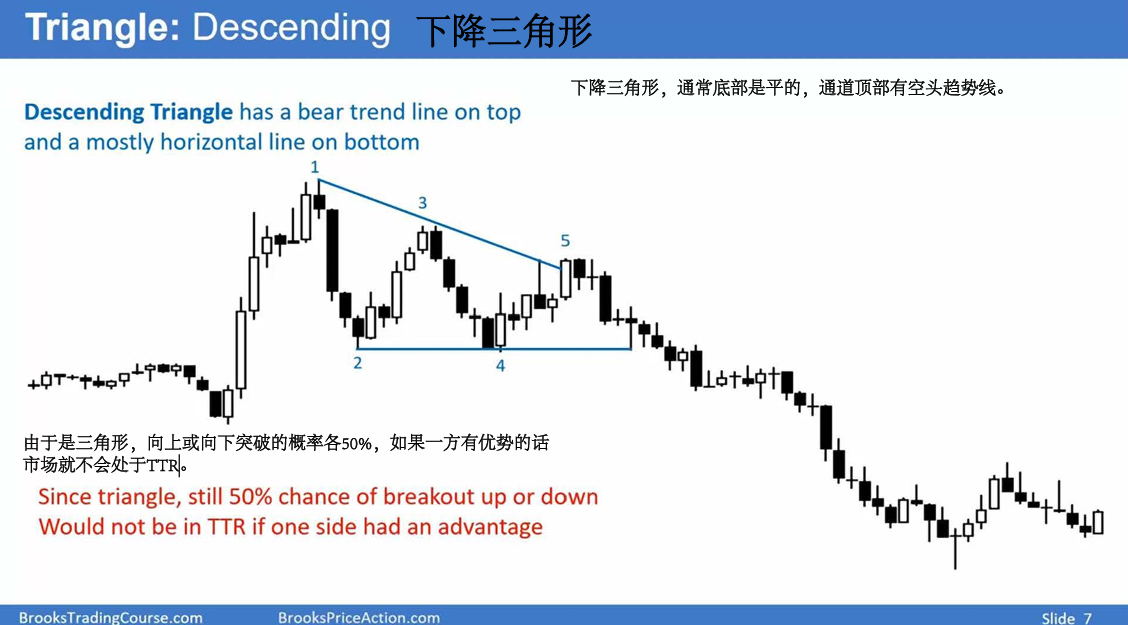 Triangle: Descending 下降三角形
下降三角形，通常底部是平的，通道顶部有空头趋势线。
Descending Triangle has a bear trend line on top
and a mostly horizontal line on bottom
1
3
5
2
4
由于是三角形，向上或向下突破的概率各50%，如果一方有优势的话
市场就不会处于TTR。
Since triangle, still 50% chance of breakout up or down
Would not be in TTR if one side had an advantage
BrooksTradingCourse.com BrooksPriceAction.com Slide 7